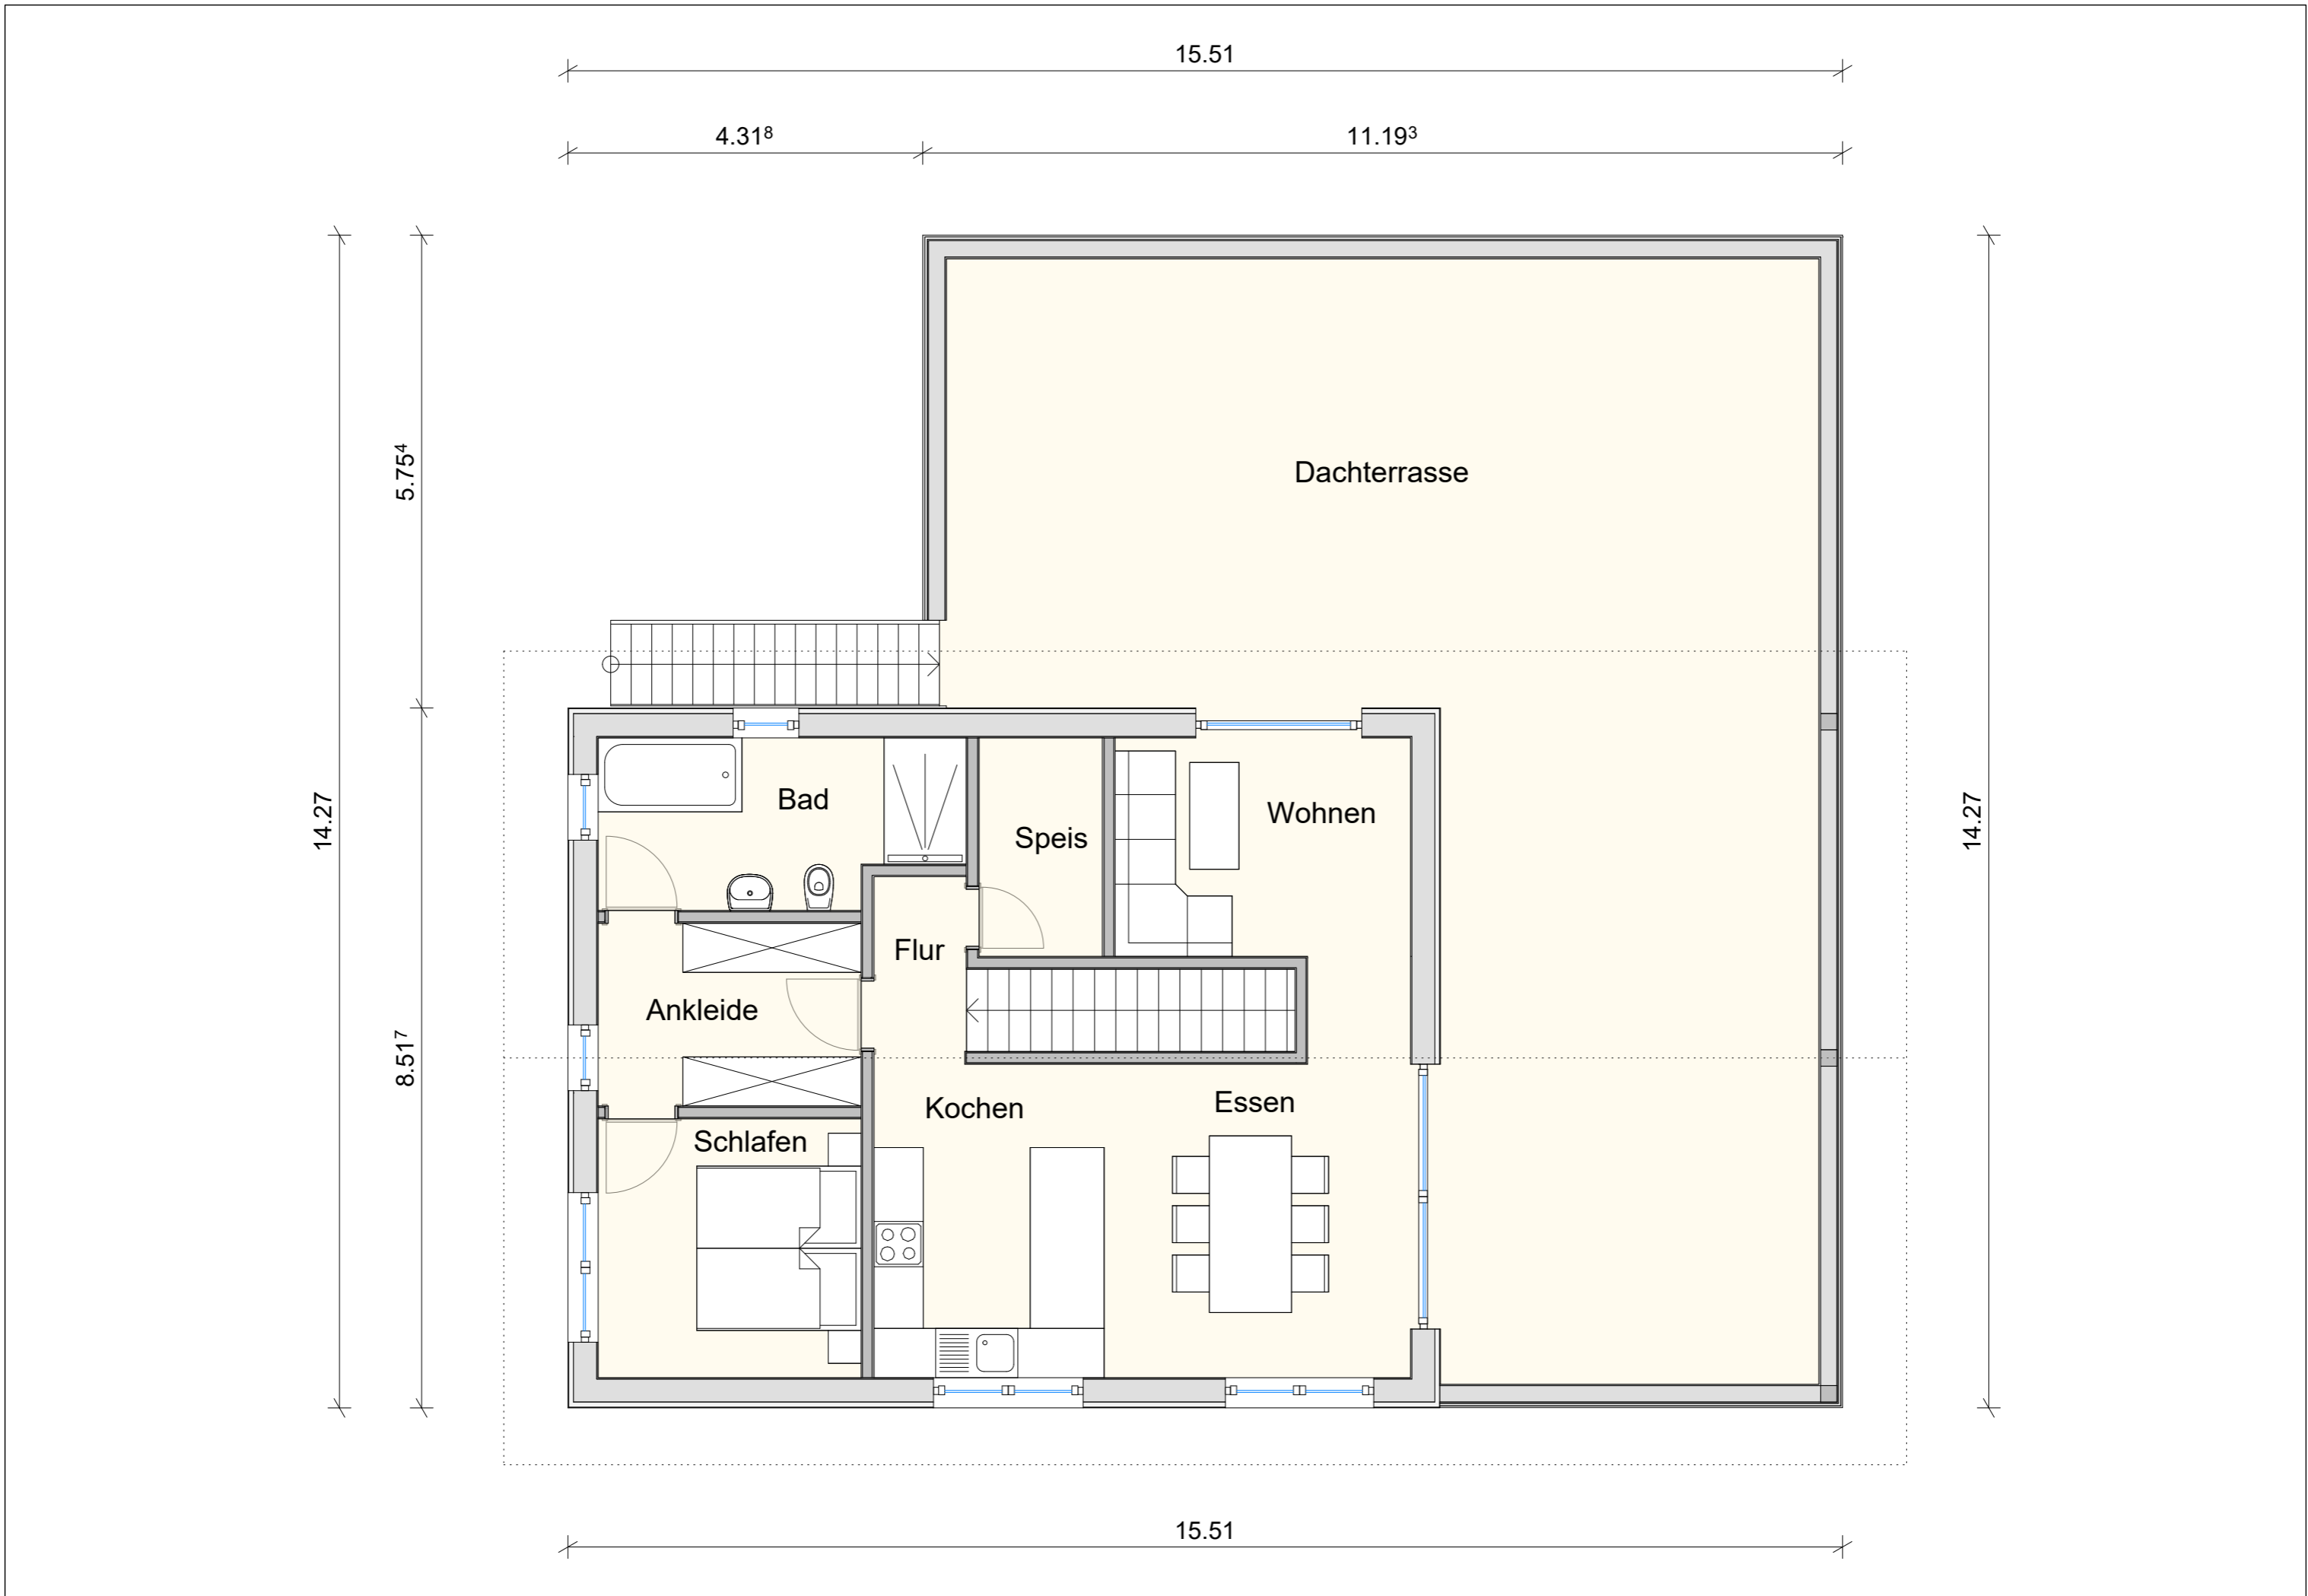 15.51
4.31⁸
11.19³
5.75⁴
Dachterrasse
14.27
8.51⁷
14.27
Bad
Wohnen
Speis
Flur
Ankleide
Kochen
Essen
Schlafen
15.51